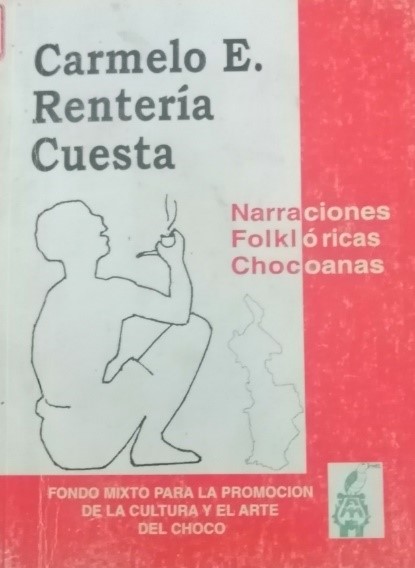 Carmelo E.
Rentería
Cuesta
Narraciones
Folklóricas
Chocoanas
FONDO MIXTO PARA LA PROMOCION
DE LA CULTURA Y EL ARTE
DEL CHOCO